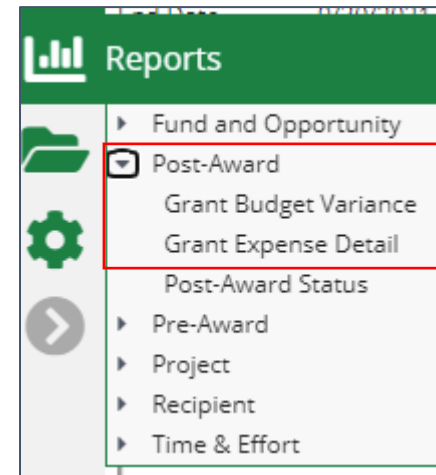 Reports
Fund and Opportunity
Post-Award
Grant Budget Variance
Grant Expense Detail
Post-Award Status
Pre-Award
Project
Recipient
Time & Effort